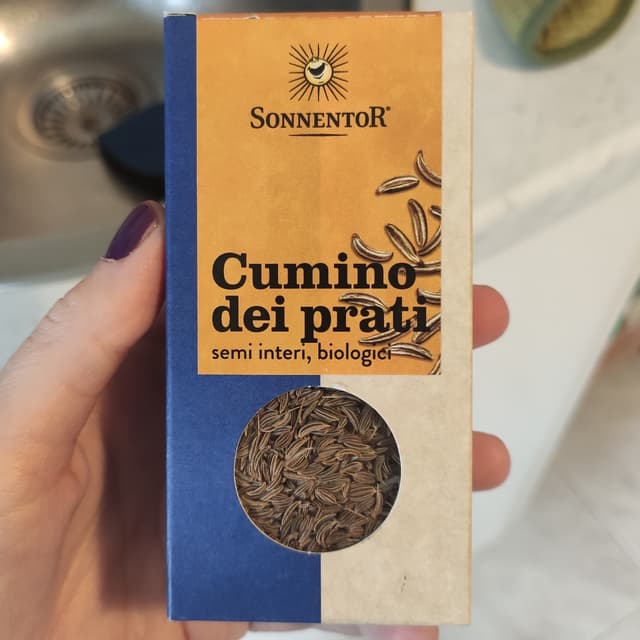 SONNENTOR®
Cumino
dei prati
semi interi, biologici